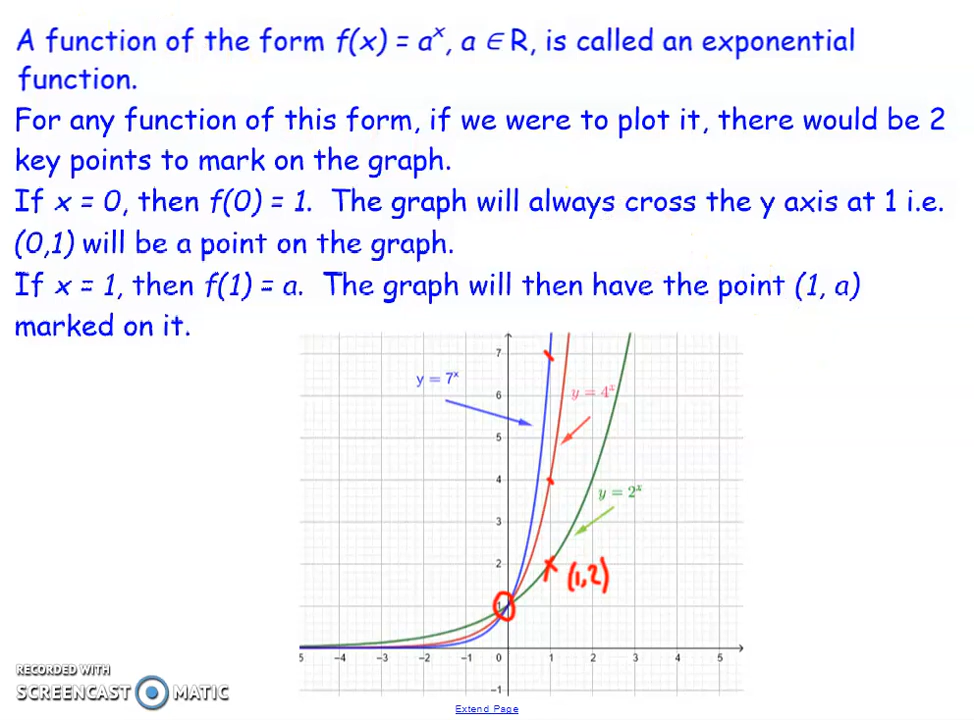 A function of the form f(x) = aˣ, a ∈ R, is called an exponential
function.
For any function of this form, if we were to plot it, there would be 2
key points to mark on the graph.
If x = 0, then f(0) = 1. The graph will always cross the y axis at 1 i.e.
(0,1) will be a point on the graph.
If x = 1, then f(1) = a. The graph will then have the point (1, a)
marked on it.
7
y = 7ˣ
y = 4ˣ
6
5
4
y = 2ˣ
3
2
(1,2)
1
5 −4 −3 −2 −1 0 1 2 3 4 5
−1
RECORDED WITH
SCREENCAST MATIC
Extend Page